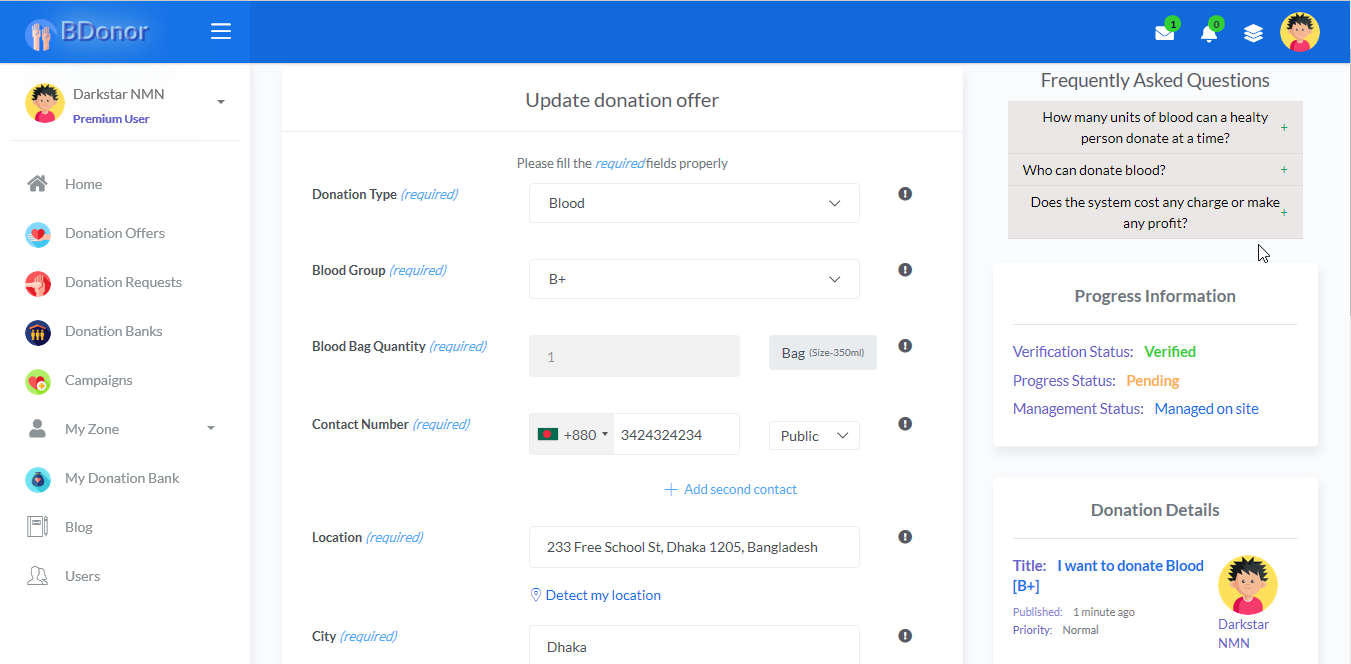 BDonor
1
0
Darkstar NMN
Premium User
Home
Donation Offers
Donation Requests
Donation Banks
Campaigns
My Zone
My Donation Bank
Blog
Users
Update donation offer
Please fill the required fields properly
Donation Type (required)
Blood
Blood Group (required)
B+
Blood Bag Quantity (required)
1
Bag (Size-350ml)
Contact Number (required)
+880
3424324234
Public
Add second contact
Location (required)
233 Free School St, Dhaka 1205, Bangladesh
Detect my location
City (required)
Dhaka
Frequently Asked Questions
How many units of blood can a healty
person donate at a time?
+
Who can donate blood?
+
Does the system cost any charge or make
any profit?
+
Progress Information
Verification Status: Verified
Progress Status: Pending
Management Status: Managed on site
Donation Details
Title: I want to donate Blood
[B+]
Published: 1 minute ago
Priority: Normal
Darkstar
NMN